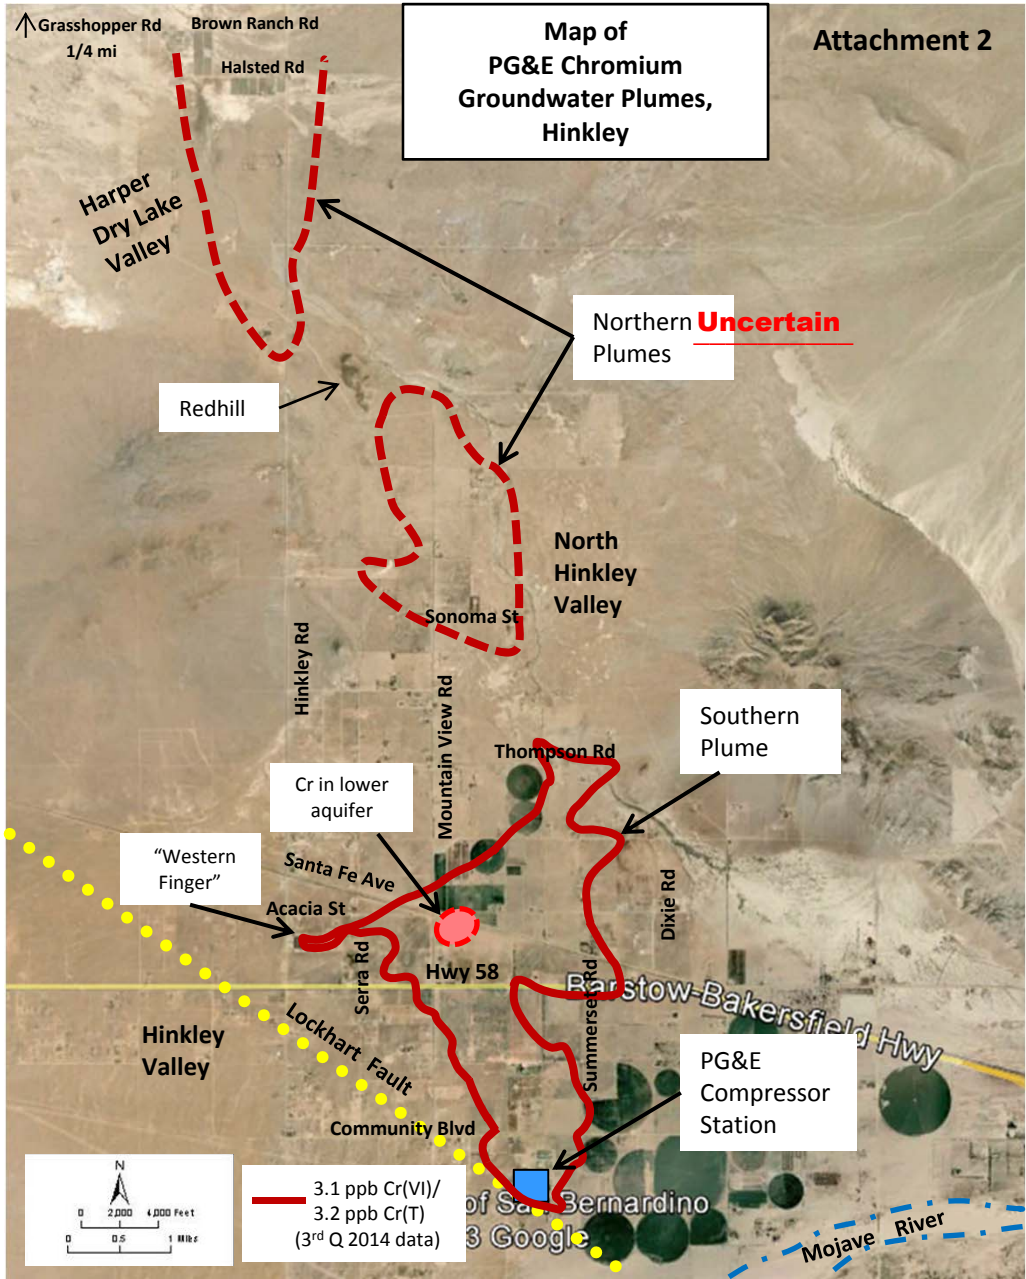 Grasshopper Rd
1/4 mi
Brown Ranch Rd
Halsted Rd
Map of
PG&E Chromium
Groundwater Plumes,
Hinkley
Attachment 2
Harper
Dry Lake
Valley
Northern Uncertain
Plumes
Redhill
North
Hinkley
Valley
Sonoma St
Hinkley Rd
Mountain View Rd
Southern
Plume
Thompson Rd
Cr in lower
aquifer
"Western
Finger"
Santa Fe Ave
Acacia St
Dixie Rd
Serra Rd
Hwy 58
Summerset Rd
Barstow-Bakersfield Hwy
Hinkley
Valley
Lockhart Fault
PG&E
Compressor
Station
Community Blvd
N
0 2,000 4,000 Feet
0 0.5 1 Miles
3.1 ppb Cr(VI)/
3.2 ppb Cr(T)
(3rd Q 2014 data)
of San Bernardino
3 Google
Mojave River